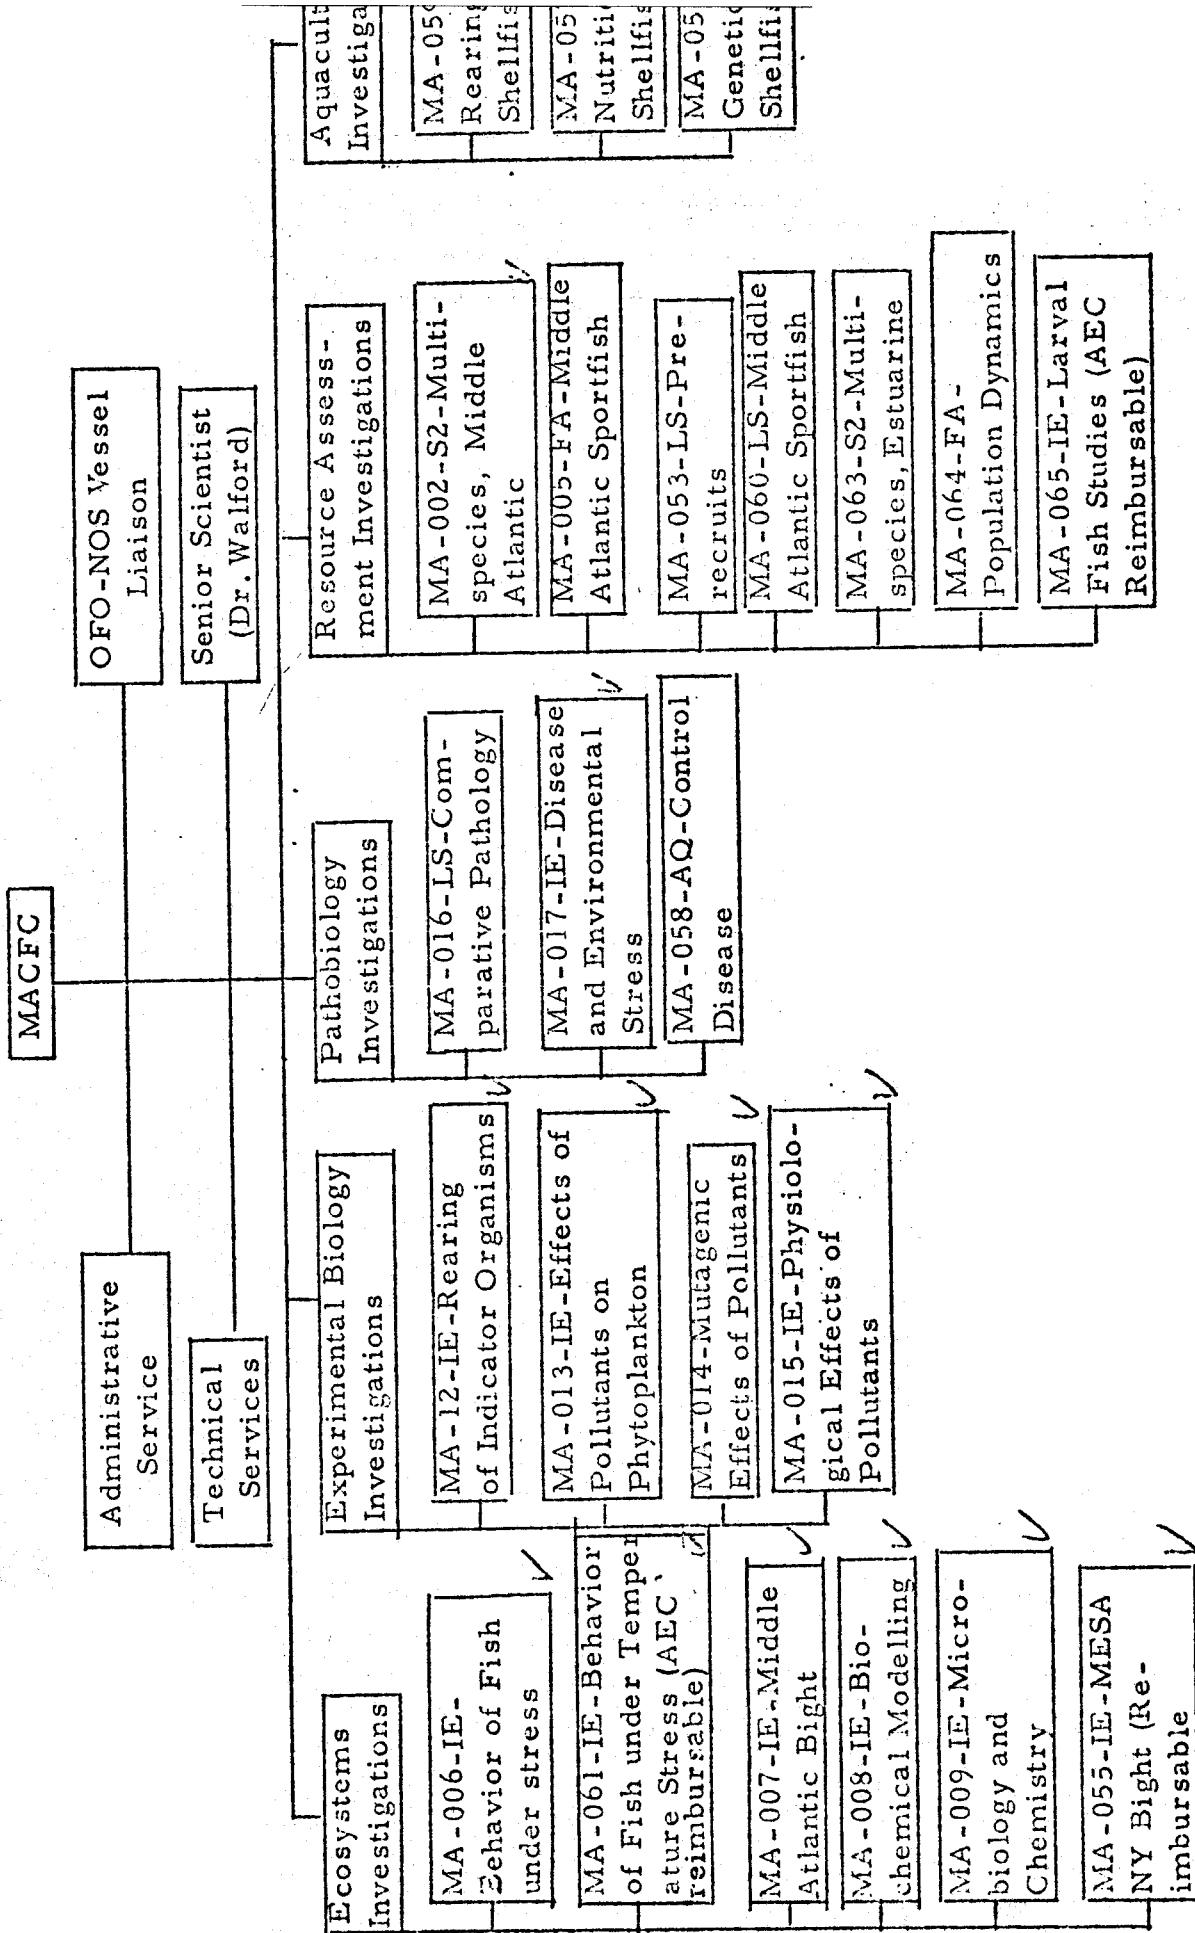 MACFC
Administrative
Service
OFO-NOS Vessel
Liaison
Technical
Services
Senior Scientist
(Dr. Walford)
Ecosystems
Investigations
MA-006-IE-
Behavior of Fish
under stress
MA-061-IE-Behavior
of Fish under Temper
ature Stress (AEC
reimbursable)
MA-007-IE-Middle
Atlantic Bight
MA-008-IE-Bio-
chemical Modelling
MA-009-IE-Micro-
biology and
Chemistry
MA-055-IE-MESA
NY Bight (Re-
imbursable
Experimental Biology
Investigations
MA-12-IE-Rearing
of Indicator Organisms
MA-013-IE-Effects of
Pollutants on
Phytoplankton
MA-014-Mutagenic
Effects of Pollutants
MA-015-IE-Physiolo-
gical Effects of
Pollutants
Pathobiology
Investigations
MA-016-LS-Com-
parative Pathology
MA-017-IE-Disease
and Environmental
Stress
MA-058-AQ-Control
Disease
Resource Assess-
ment Investigations
MA-002-S2-Multi-
species, Middle
Atlantic
MA-005-FA-Middle
Atlantic Sportfish
MA-053-LS-Pre-
recruits
MA-060-LS-Middle
Atlantic Sportfish
MA-063-S2-Multi-
species, Estuarine
MA-064-FA-
Population Dynamics
MA-065-IE-Larval
Fish Studies (AEC
Reimbursable)
Aquacult
Investiga
MA-05
Rearing
Shellfis
MA-05
Nutriti
Shellfis
MA-05
Genetic
Shellfis